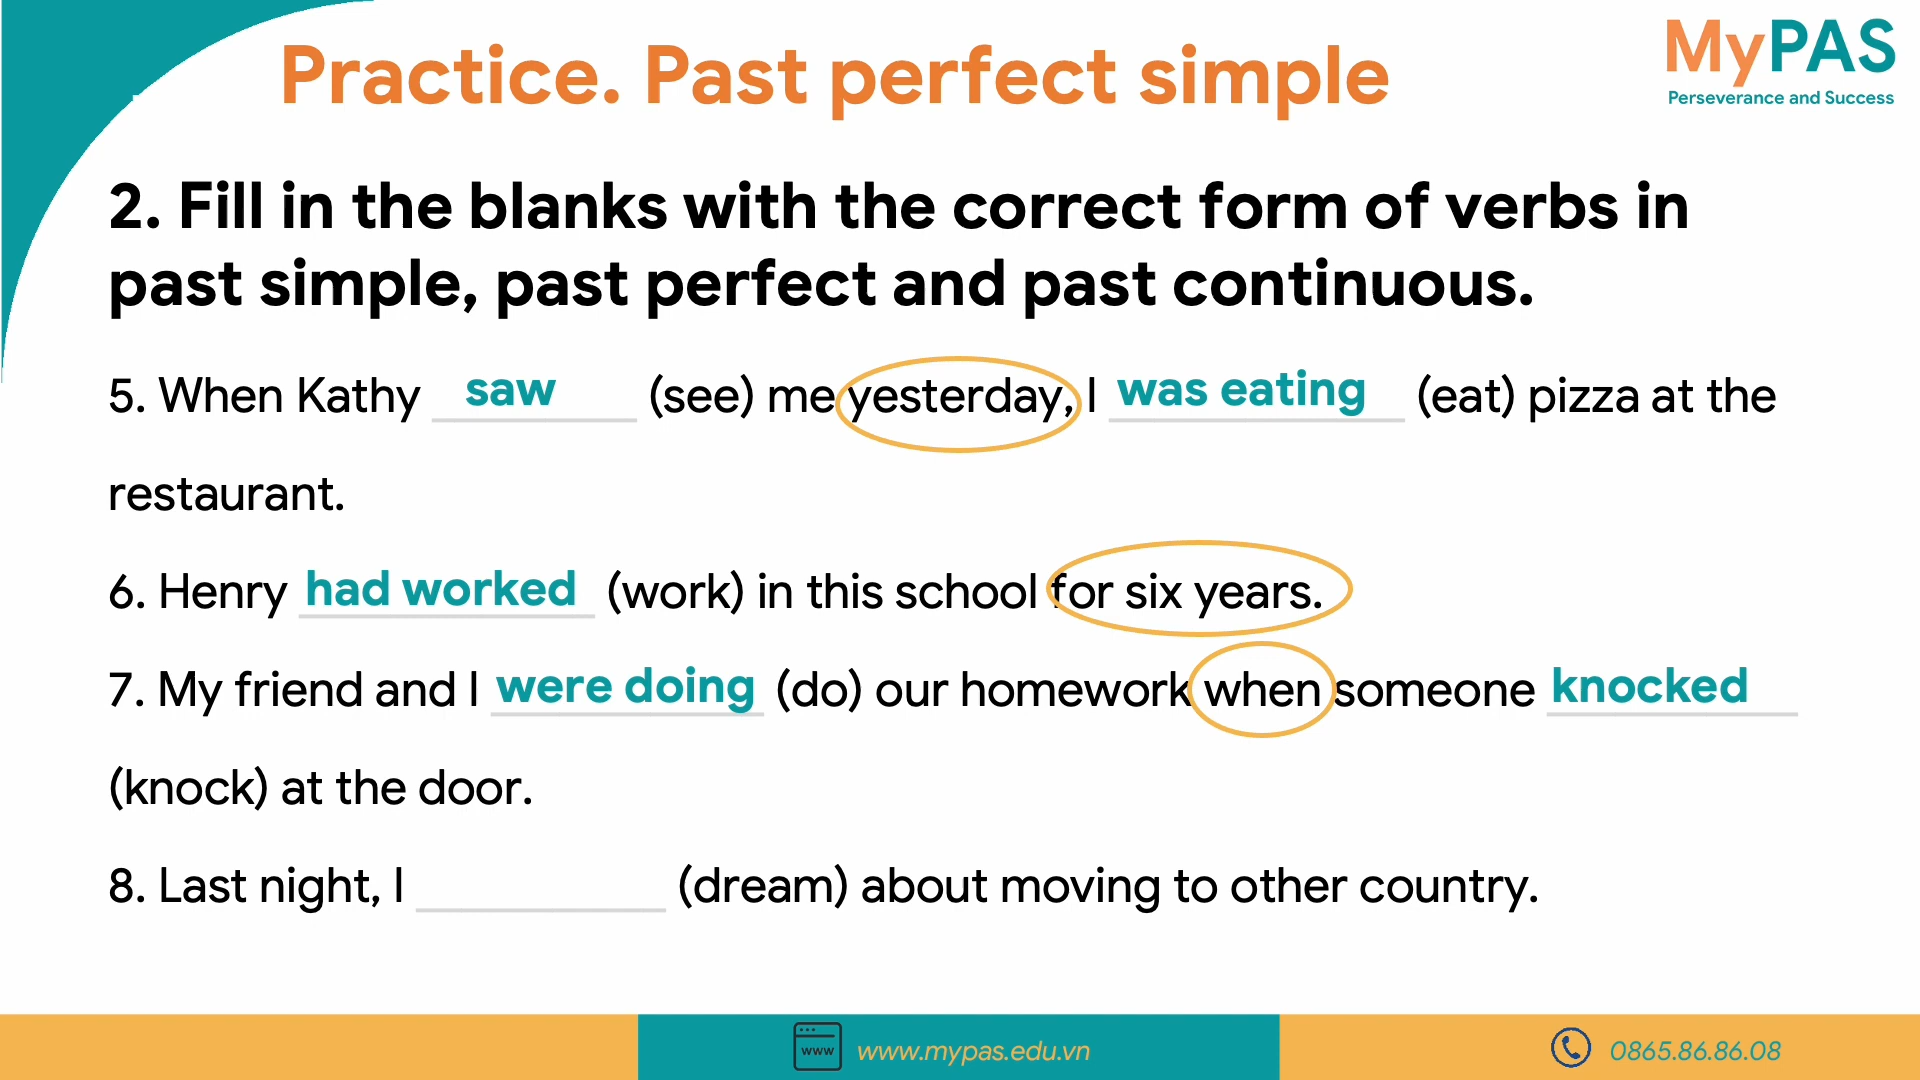 Practice. Past perfect simple
MyPAS
Perseverance and Success
2. Fill in the blanks with the correct form of verbs in
past simple, past perfect and past continuous.
5. When Kathy saw (see) me yesterday, I was eating (eat) pizza at the
restaurant.
6. Henry had worked (work) in this school for six years.
7. My friend and I were doing (do) our homework when someone knocked
(knock) at the door.
8. Last night, I ____ (dream) about moving to other country.
www www.mypas.edu.vn
0865.86.86.08